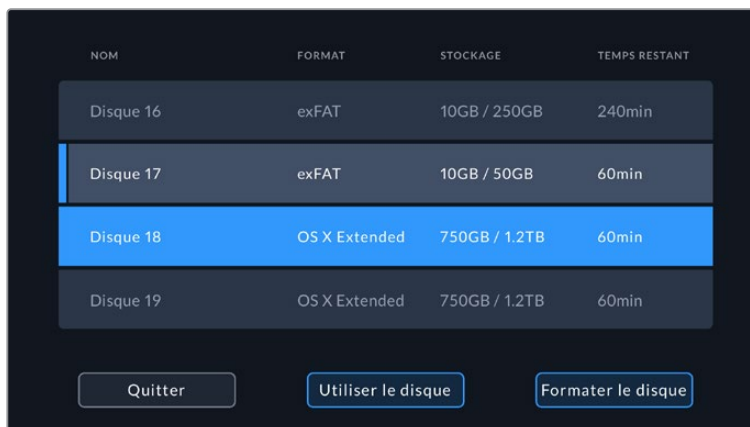 NOM FORMAT STOCKAGE TEMPS RESTANT
Disque 16 exFAT 10GB / 250GB 240min
Disque 17 exFAT 10GB / 50GB 60min
Disque 18 OS X Extended 750GB / 1.2TB 60min
Disque 19 OS X Extended 750GB / 1.2TB 60min
Quitter Utiliser le disque Formater le disque